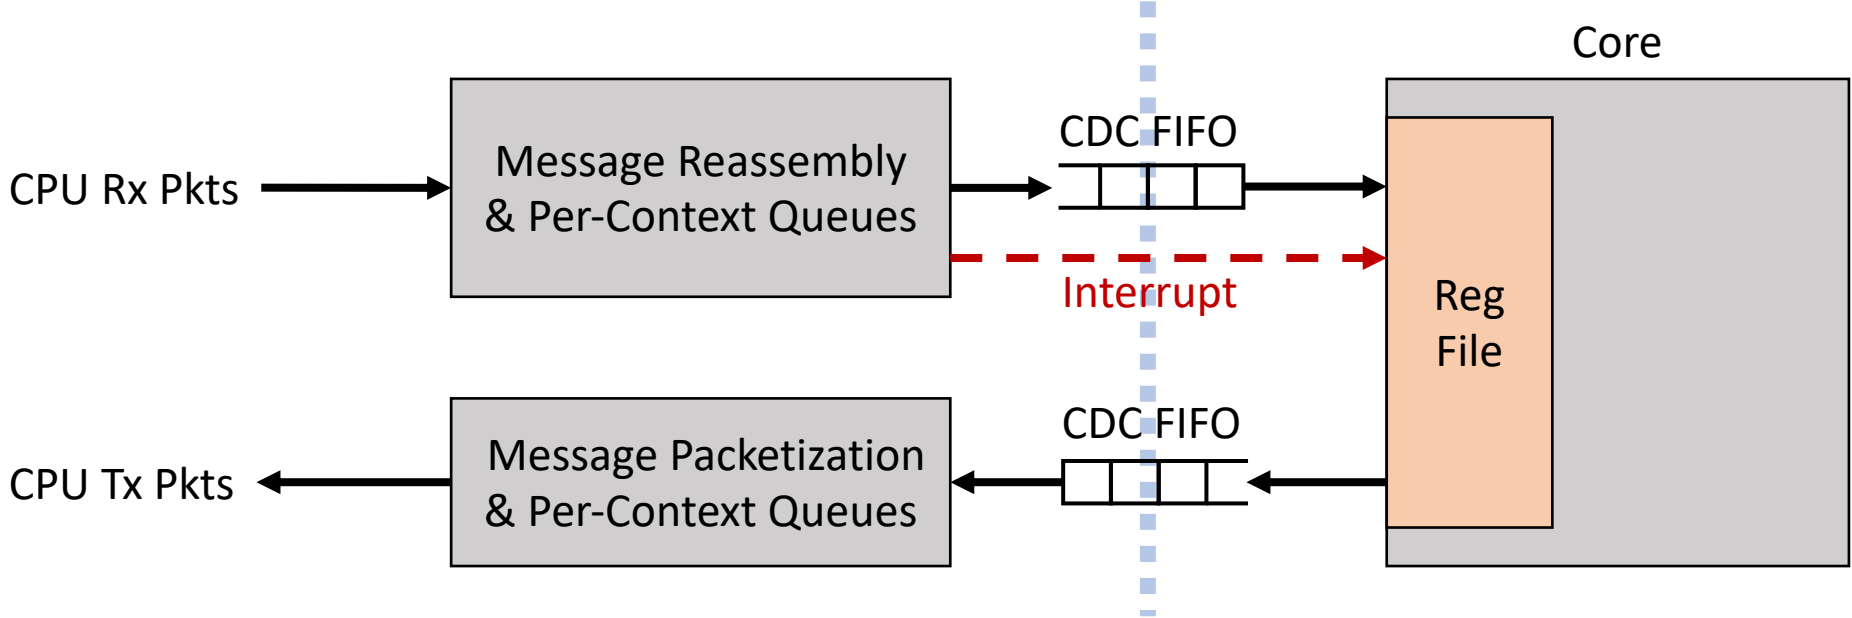 Core
CDC FIFO
CPU Rx Pkts
Message Reassembly
& Per-Context Queues
Interrupt
Reg
File
CDC FIFO
CPU Tx Pkts
Message Packetization
& Per-Context Queues